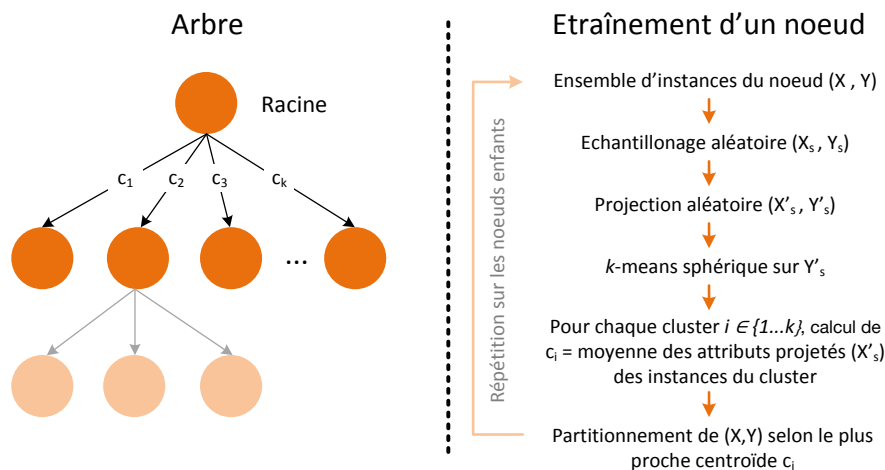 Arbre
Racine
c₁
c₂
c₃
cₖ
...
Etraînement d'un noeud
Ensemble d'instances du noeud (X , Y)
Echantillonage aléatoire (Xₛ , Yₛ)
Projection aléatoire (X'ₛ , Y'ₛ)
k-means sphérique sur Y'ₛ
Pour chaque cluster i ∈ {1...k}, calcul de
cᵢ = moyenne des attributs projetés (X'ₛ)
des instances du cluster
Partitionnement de (X,Y) selon le plus
proche centroïde cᵢ
Répétition sur les noeuds enfants